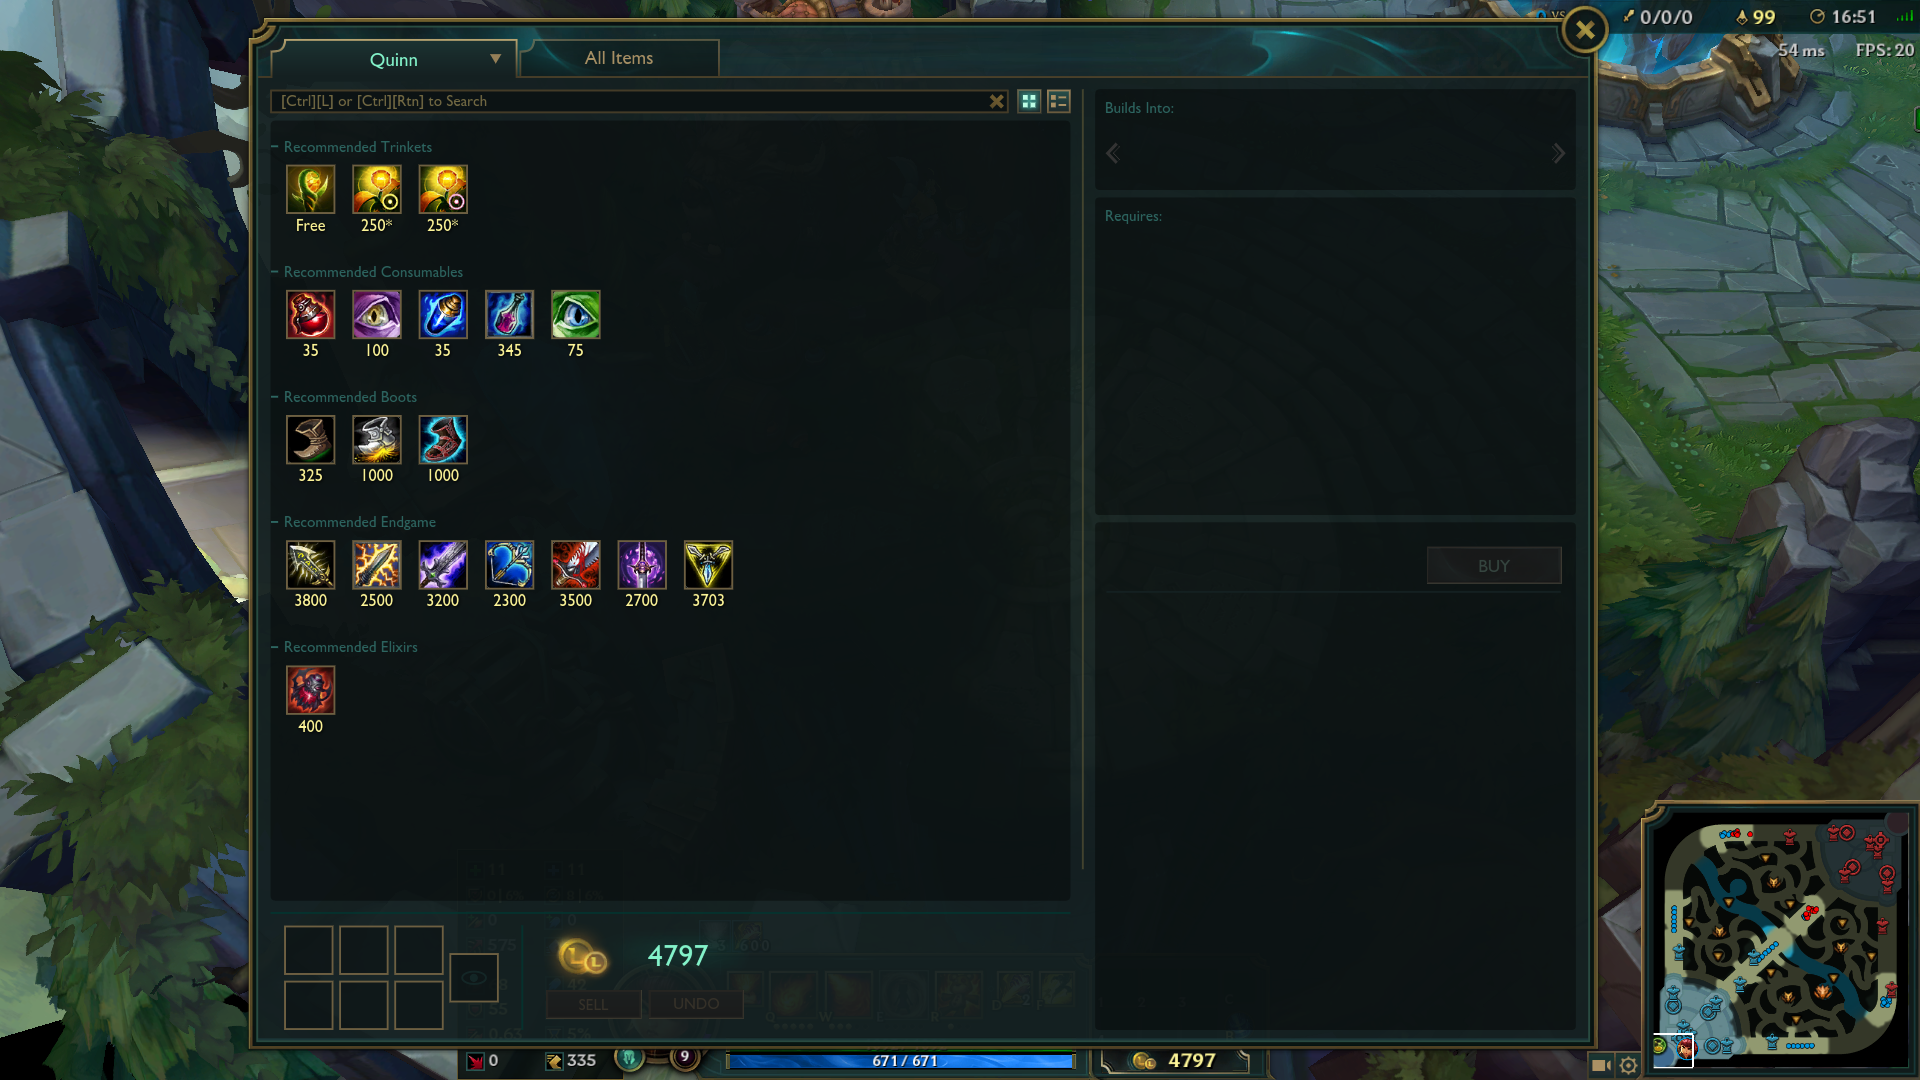 VS 0/0/0 99 16:51
54 ms FPS: 20
Quinn
All Items
[Ctrl][L] or [Ctrl][Rtn] to Search
Recommended Trinkets
Free 250* 250*
Recommended Consumables
35 100 35 345 75
Recommended Boots
325 1000 1000
Recommended Endgame
3800 2500 3200 2300 3500 2700 3703
Recommended Elixirs
400
Builds Into:
Requires:
BUY
4797
SELL UNDO
0 335 9 671 / 671 4797